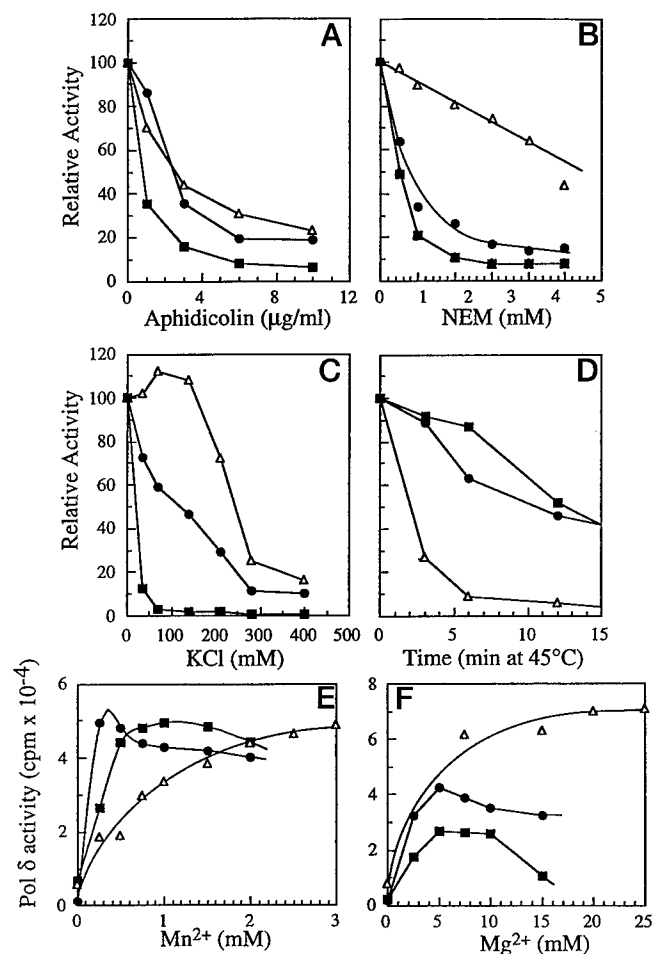 A
B
Relative Activity
120
100
80
60
40
20
0
0 4 8 12
Aphidicolin (μg/ml)
0 1 2 3 4 5
NEM (mM)
C
D
Relative Activity
120
100
80
60
40
20
0
0 100 200 300 400 500
KCl (mM)
0 5 10 15
Time (min at 45°C)
E
F
Pol δ activity (cpm x 10-4)
6
4
2
0
0 1 2 3
Mn2+ (mM)
8
7
6
5
4
3
2
1
0
0 5 10 15 20 25
Mg2+ (mM)